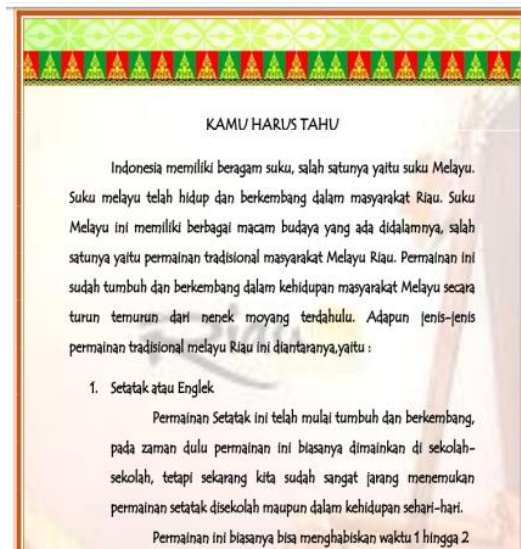 KAMU HARUS TAHU
Indonesia memiliki beragam suku, salah satunya yaitu suku Melayu.
Suku melayu telah hidup dan berkembang dalam masyarakat Riau. Suku
Melayu ini memiliki berbagai macam budaya yang ada didalamnya, salah
satunya yaitu permainan tradisional masyarakat Melayu Riau. Permainan ini
sudah tumbuh dan berkembang dalam kehidupan masyarakat Melayu secara
turun temurun dari nenek moyang terdahulu. Adapun jenis-jenis
permainan tradisional melayu Riau ini diantaranya,yaitu :
1. Setatak atau Englek
Permainan Setatak ini telah mulai tumbuh dan berkembang,
pada zaman dulu permainan ini biasanya dimainkan di sekolah-
sekolah, tetapi sekarang kita sudah sangat jarang menemukan
permainan setatak disekolah maupun dalam kehidupan sehari-hari.
Permainan ini biasanya bisa menghabiskan waktu 1 hingga 2